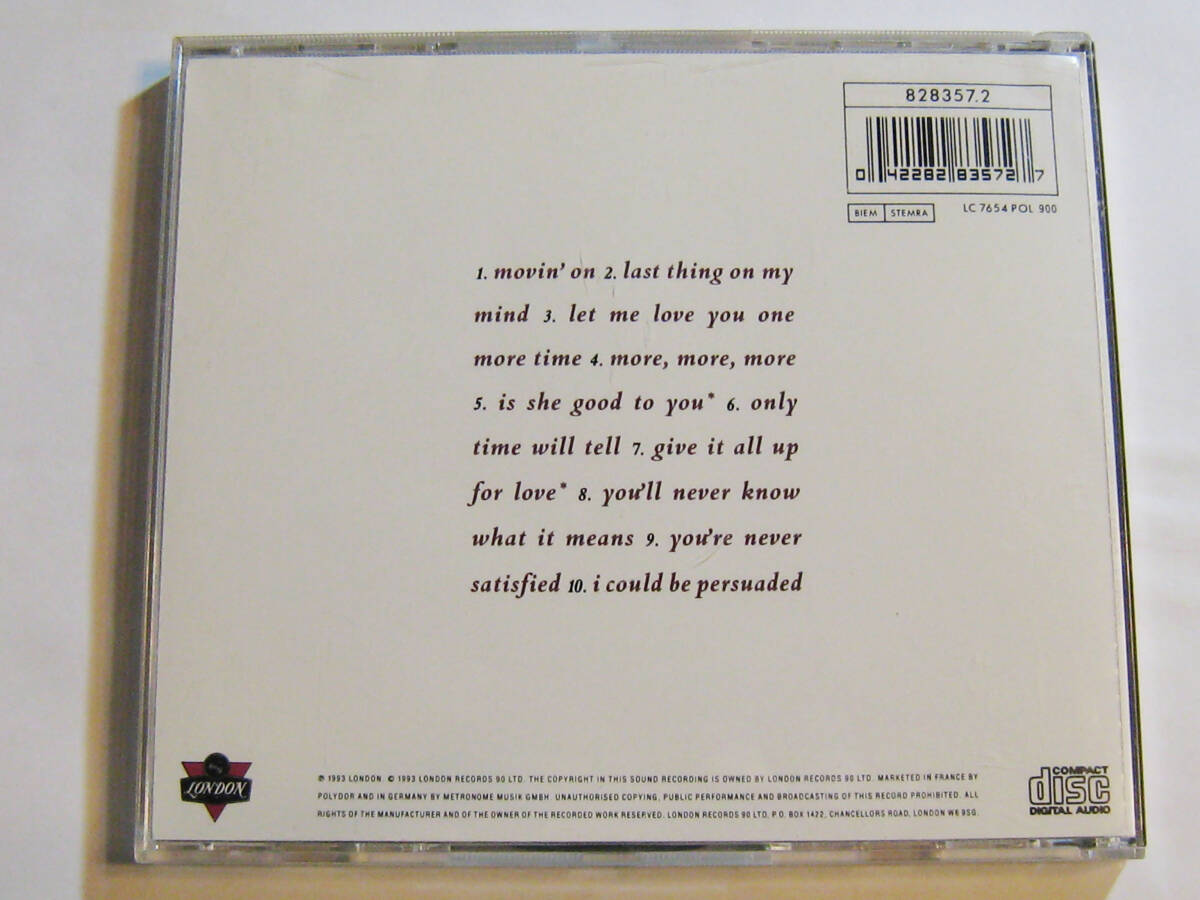 828357.2
0 42282 83572 7
BIEM STEMRA LC 7654 POL 900
1. movin' on 2. last thing on my
mind 3. let me love you one
more time 4. more, more, more
5. is she good to you* 6. only
time will tell 7. give it all up
for love* 8. you'll never know
what it means 9. you're never
satisfied 10. i could be persuaded
LONDON
℗ 1993 LONDON. © 1993 LONDON RECORDS 90 LTD. THE COPYRIGHT IN THIS SOUND RECORDING IS OWNED BY LONDON RECORDS 90 LTD. MARKETED IN FRANCE BY
POLYDOR AND IN GERMANY BY METRONOME MUSIK GMBH. UNAUTHORISED COPYING, PUBLIC PERFORMANCE AND BROADCASTING OF THIS RECORD PROHIBITED. ALL
RIGHTS OF THE MANUFACTURER AND OF THE OWNER OF THE RECORDED WORK RESERVED. LONDON RECORDS 90 LTD. P.O. BOX 1422, CHANCELLORS ROAD, LONDON W6 9SG.
COMPACT
disc
DIGITAL AUDIO